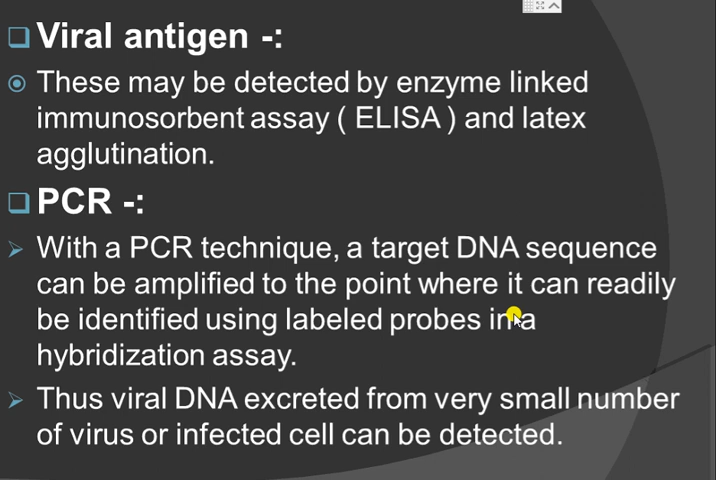 Viral antigen -:
These may be detected by enzyme linked
immunosorbent assay ( ELISA ) and latex
agglutination.
PCR -:
With a PCR technique, a target DNA sequence
can be amplified to the point where it can readily
be identified using labeled probes in a
hybridization assay.
Thus viral DNA excreted from very small number
of virus or infected cell can be detected.